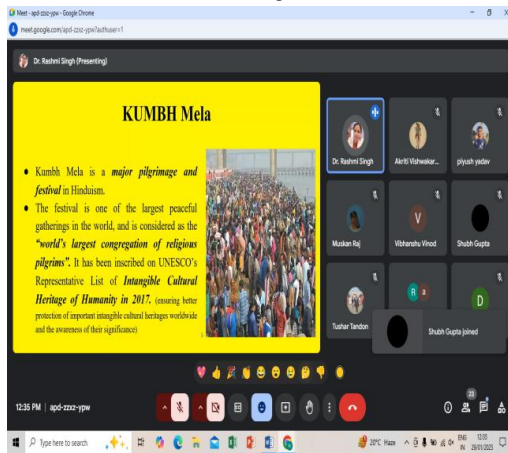 Meet - apd-zzxz-ypw - Google Chrome
meet.google.com/apd-zzxz-ypw?authuser=1
Dr. Rashmi Singh (Presenting)
KUMBH Mela
● Kumbh Mela is a major pilgrimage and
festival in Hinduism.
● The festival is one of the largest peaceful
gatherings in the world, and is considered as the
"world's largest congregation of religious
pilgrims". It has been inscribed on UNESCO's
Representative List of Intangible Cultural
Heritage of Humanity in 2017. (ensuring better
protection of important intangible cultural heritages worldwide
and the awareness of their significance)
Dr. Rashmi Singh
Akriti Vishwakar...
piyush yadav
Muskan Raj
V
Vibhanshu Vinod
Shubh Gupta
Tushar Tandon
R a
D
Shubh Gupta joined
12:35 PM | apd-zzxz-ypw
23
Type here to search
20°C Haze
ENG
IN
12:35
29/01/2025